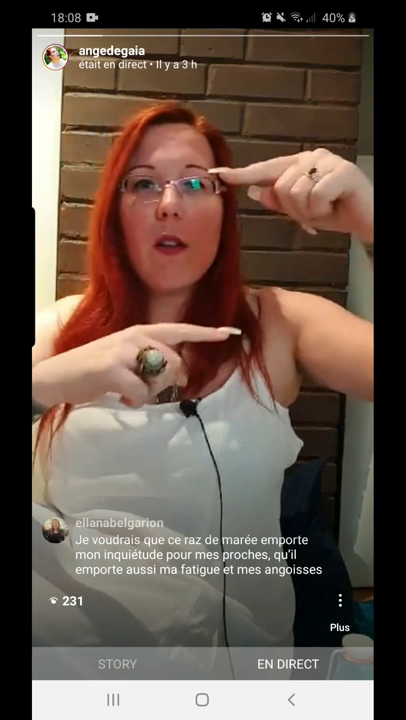 18:08 40%
angedegaia
était en direct • Il y a 3 h
ellanabelgarion
Je voudrais que ce raz de marée emporte
mon inquiétude pour mes proches, qu'il
emporte aussi ma fatigue et mes angoisses
231
Plus
STORY EN DIRECT